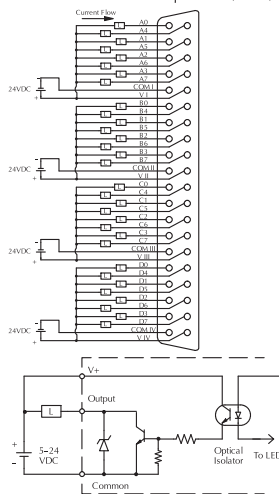 Current Flow
L A0
L A4
L A1
L A5
L A2
L A6
L A3
L A7
COM I
24VDC - +
V I
L B0
L B4
L B1
L B5
L B2
L B6
L B3
L B7
COM II
24VDC - +
V II
L C0
L C4
L C1
L C5
L C2
L C6
L C3
L C7
COM III
24VDC - +
V III
L D0
L D4
L D1
L D5
L D2
L D6
L D3
L D7
COM IV
24VDC - +
V IV
V+
Output
L
+ 5–24
- VDC
Optical
Isolator
To LED
Common